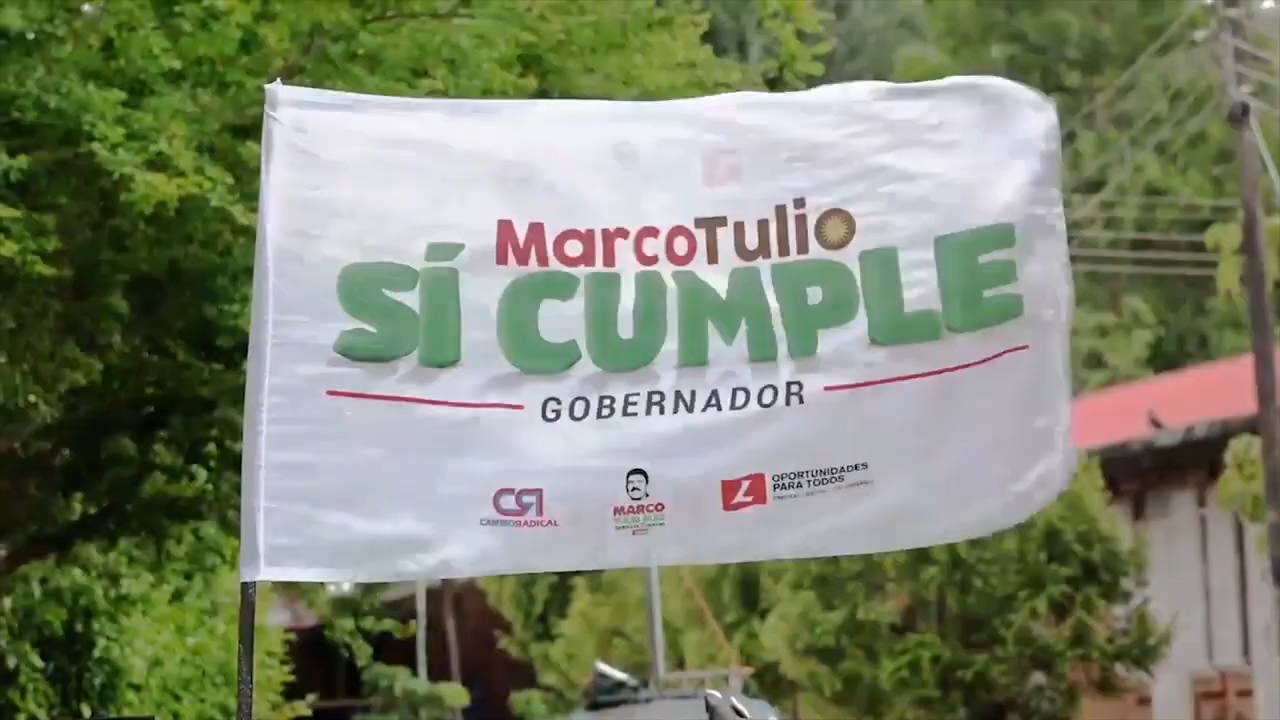 MarcoTulio
SÍ CUMPLE
GOBERNADOR
CR
CAMBIO RADICAL
MARCO
L
OPORTUNIDADES
PARA TODOS